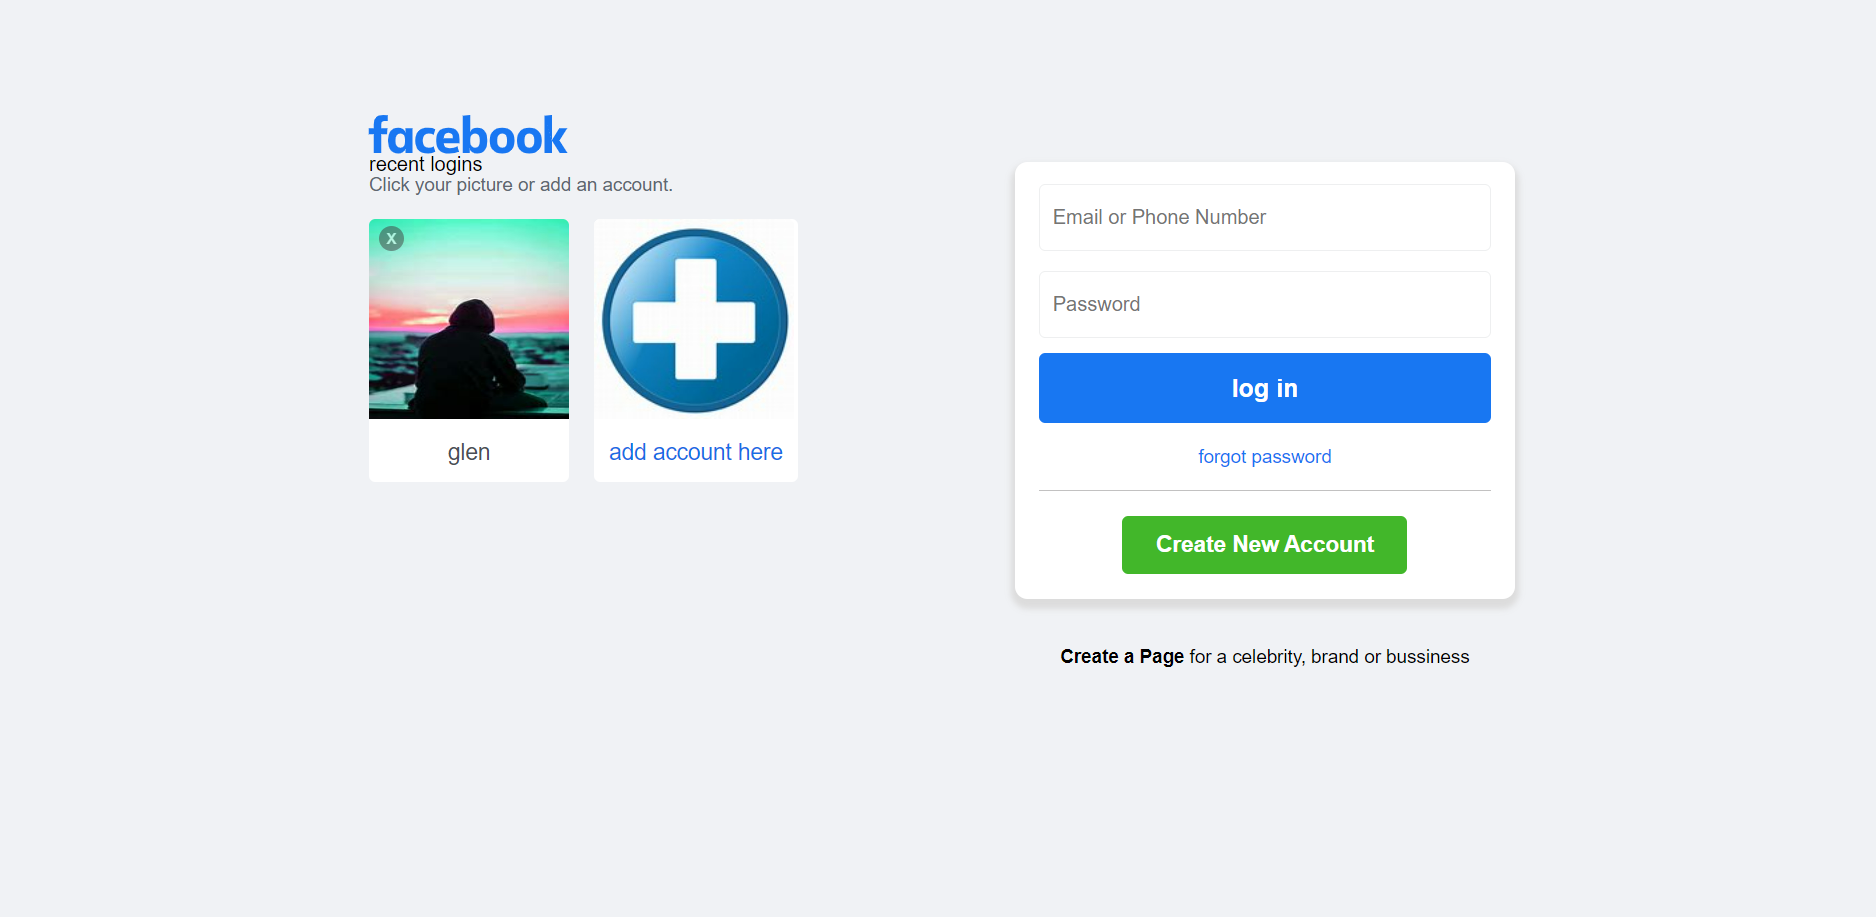 facebook
recent logins
Click your picture or add an account.
X
glen
add account here
Email or Phone Number
Password
log in
forgot password
Create New Account
Create a Page for a celebrity, brand or bussiness